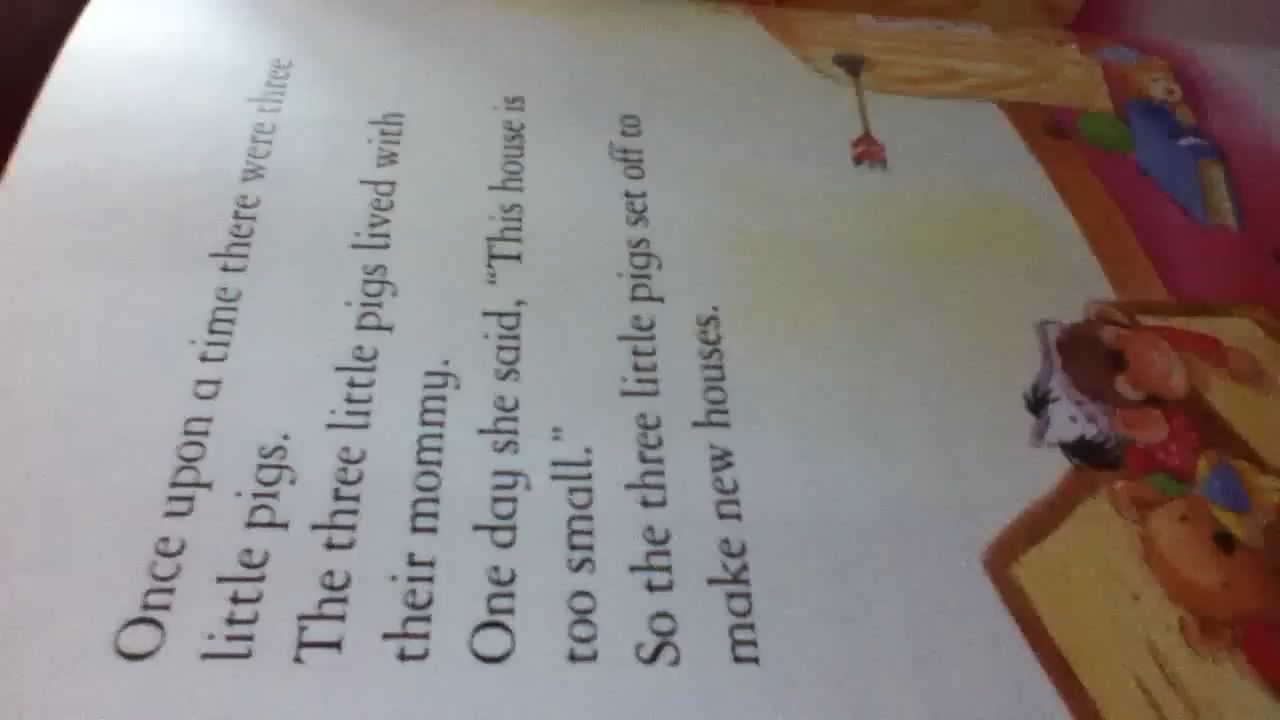 Once upon a time there were three
little pigs.
The three little pigs lived with
their mommy.
One day she said, “This house is
too small.”
So the three little pigs set off to
make new houses.